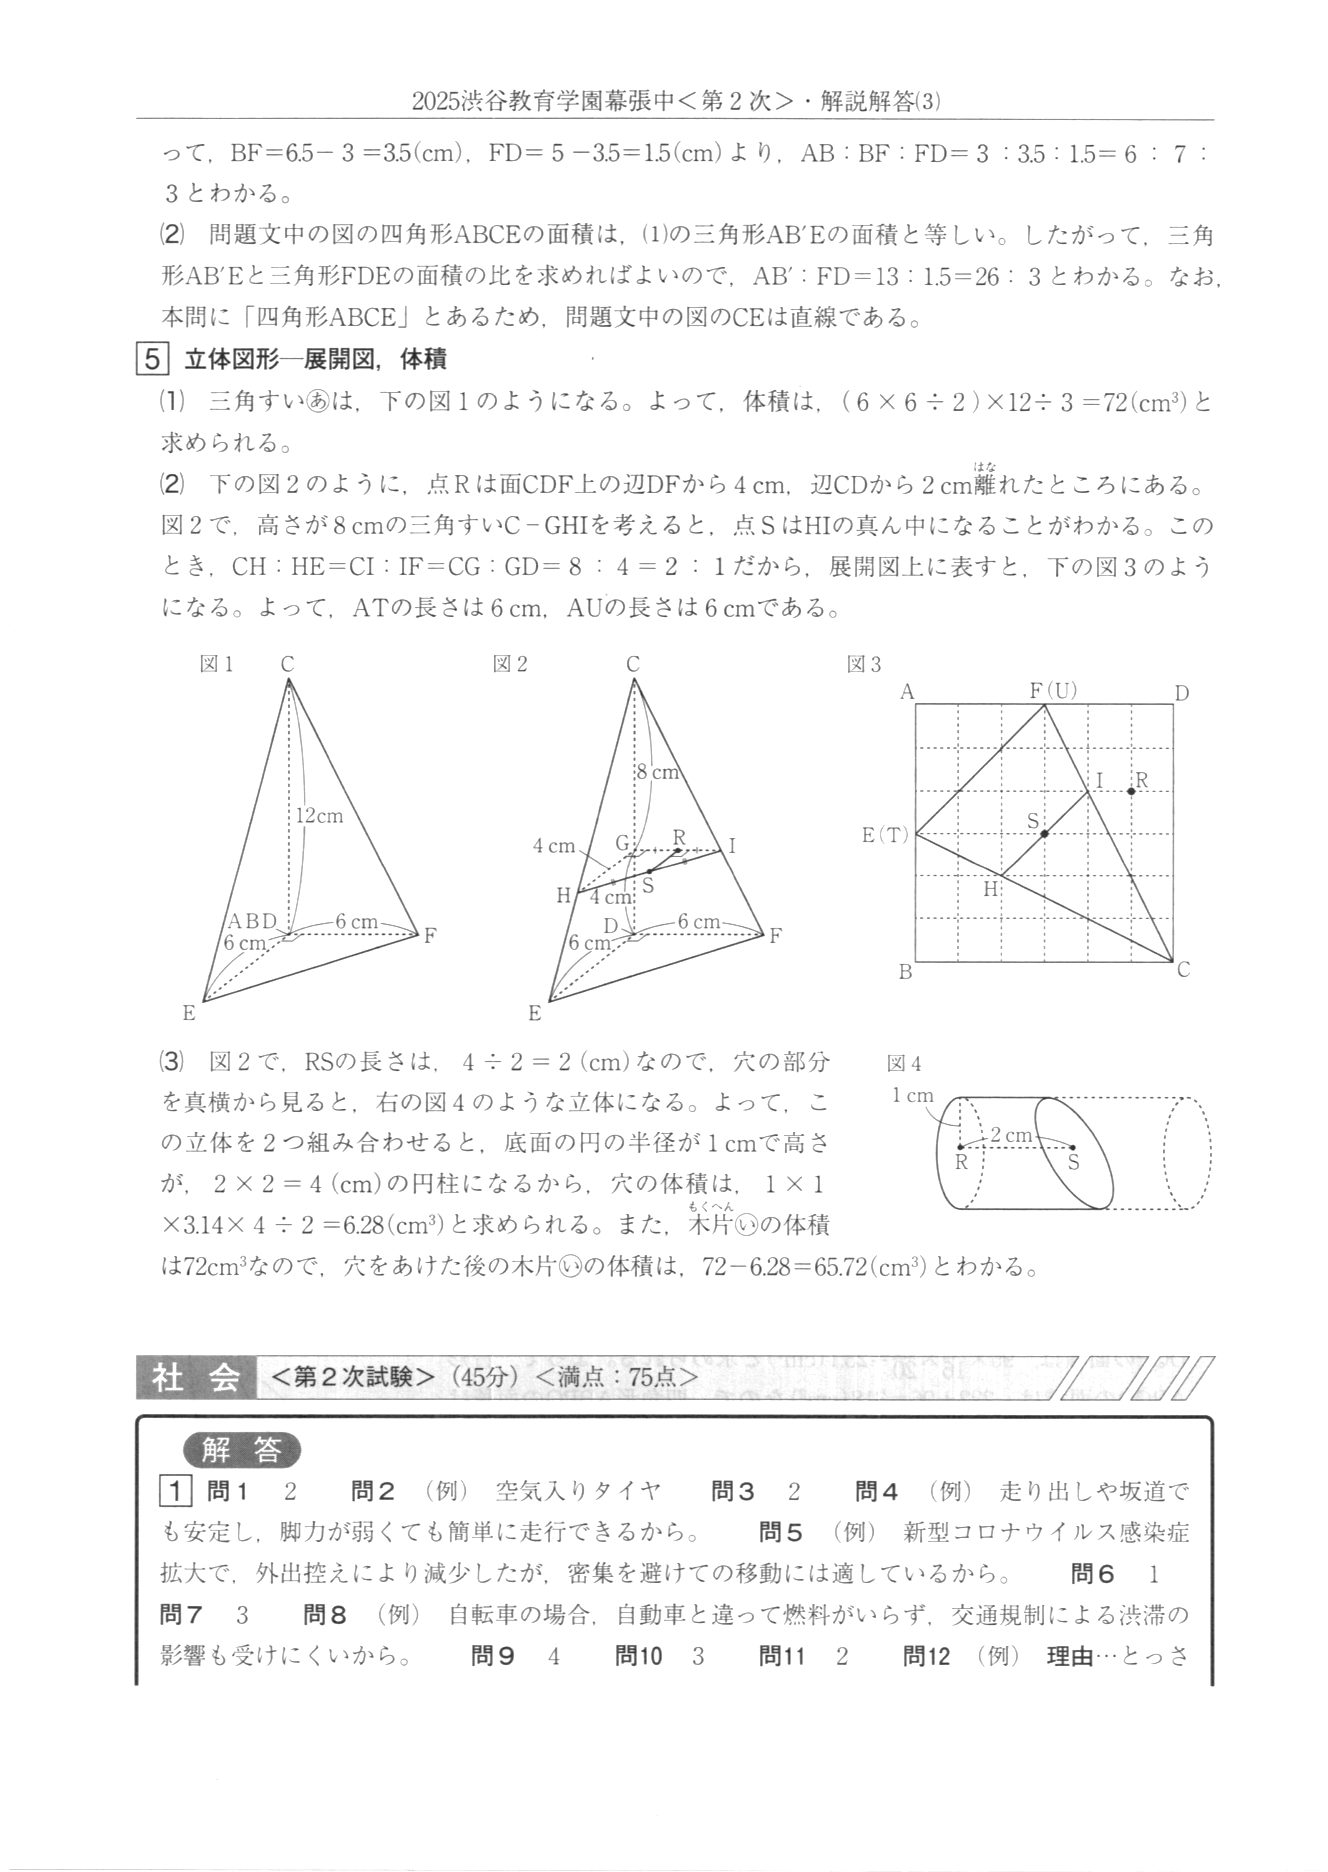 2025渋谷教育学園幕張中＜第2次＞・解説解答(3)
って，BF＝6.5－3＝3.5(cm)，FD＝5－3.5＝1.5(cm)より，AB：BF：FD＝3：3.5：1.5＝6：7：
3とわかる。
(2) 問題文中の図の四角形ABCEの面積は，(1)の三角形AB′Eの面積と等しい。したがって，三角
形AB′Eと三角形FDEの面積の比を求めればよいので，AB′：FD＝13：1.5＝26：3とわかる。なお，
本問に「四角形ABCE」とあるため，問題文中の図のCEは直線である。
5 立体図形―展開図，体積
(1) 三角すいあは，下の図1のようになる。よって，体積は，(6×6÷2)×12÷3＝72(cm³)と
求められる。
(2) 下の図2のように，点Rは面CDF上の辺DFから4cm，辺CDから2cm離れたところにある。
はな
図2で，高さが8cmの三角すいC－GHIを考えると，点SはHIの真ん中になることがわかる。この
とき，CH：HE＝CI：IF＝CG：GD＝8：4＝2：1だから，展開図上に表すと，下の図3のよう
になる。よって，ATの長さは6cm，AUの長さは6cmである。
図1
C
12cm
ABD
6cm
6cm
F
E
図2
C
8cm
4cm
G
R
I
H
4cm
S
D
6cm
6cm
F
E
図3
A
F(U)
D
I
R
S
E(T)
H
B
C
(3) 図2で，RSの長さは，4÷2＝2(cm)なので，穴の部分
を真横から見ると，右の図4のような立体になる。よって，こ
の立体を2つ組み合わせると，底面の円の半径が1cmで高さ
が，2×2＝4(cm)の円柱になるから，穴の体積は，1×1
×3.14×4÷2＝6.28(cm³)と求められる。また，木片いの体積
もくへん
は72cm³なので，穴をあけた後の木片いの体積は，72－6.28＝65.72(cm³)とわかる。
図4
1cm
2cm
R
S
社会 ＜第2次試験＞（45分）＜満点：75点＞
解答
1 問1 2 問2 （例） 空気入りタイヤ 問3 2 問4 （例） 走り出しや坂道で
も安定し，脚力が弱くても簡単に走行できるから。 問5 （例） 新型コロナウイルス感染症
拡大で，外出控えにより減少したが，密集を避けての移動には適しているから。 問6 1
問7 3 問8 （例） 自転車の場合，自動車と違って燃料がいらず，交通規制による渋滞の
影響も受けにくいから。 問9 4 問10 3 問11 2 問12 （例） 理由…とっさ